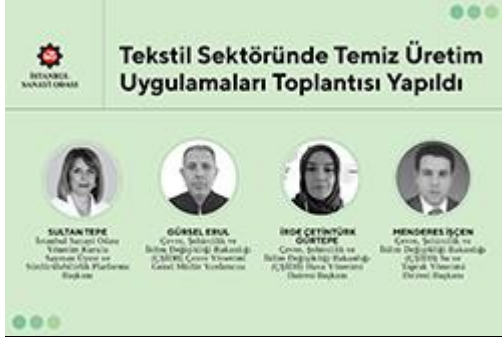 İSTANBUL
SANAYİ ODASI
Tekstil Sektöründe Temiz Üretim
Uygulamaları Toplantısı Yapıldı
SULTAN TEPE
İstanbul Sanayi Odası
Yönetim Kurulu
Sayman Üyesi ve
Sürdürülebilirlik Platformu
Başkanı
GÜRSEL ERUL
Çevre, Şehircilik ve
İklim Değişikliği Bakanlığı
(ÇŞİDB) Çevre Yönetimi
Genel Müdür Yardımcısı
İRDE ÇETİNTÜRK
GÜRTEPE
Çevre, Şehircilik ve
İklim Değişikliği Bakanlığı
(ÇŞİDB) Hava Yönetimi
Dairesi Başkanı
MENDERES İŞCEN
Çevre, Şehircilik ve
İklim Değişikliği Bakanlığı
(ÇŞİDB) Su ve
Toprak Yönetimi
Dairesi Başkanı